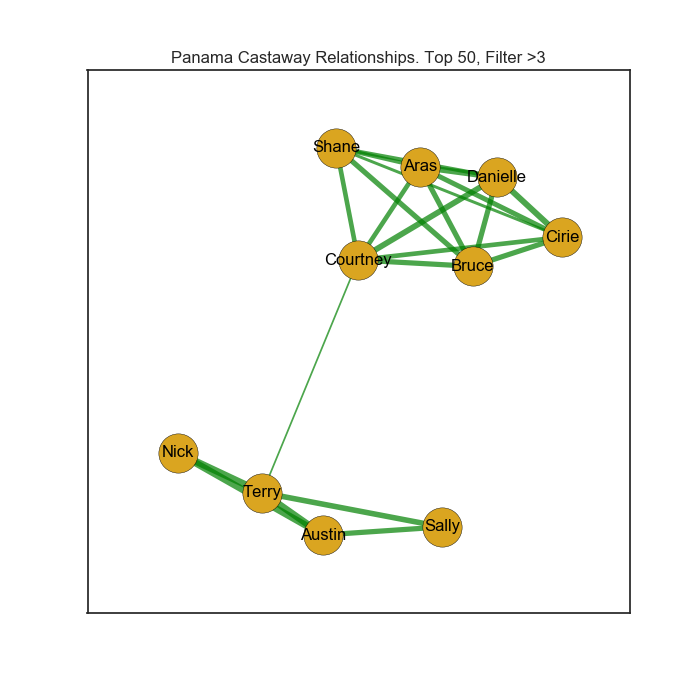 Panama Castaway Relationships. Top 50, Filter >3
Shane
Aras
Danielle
Cirie
Courtney
Bruce
Nick
Terry
Sally
Austin